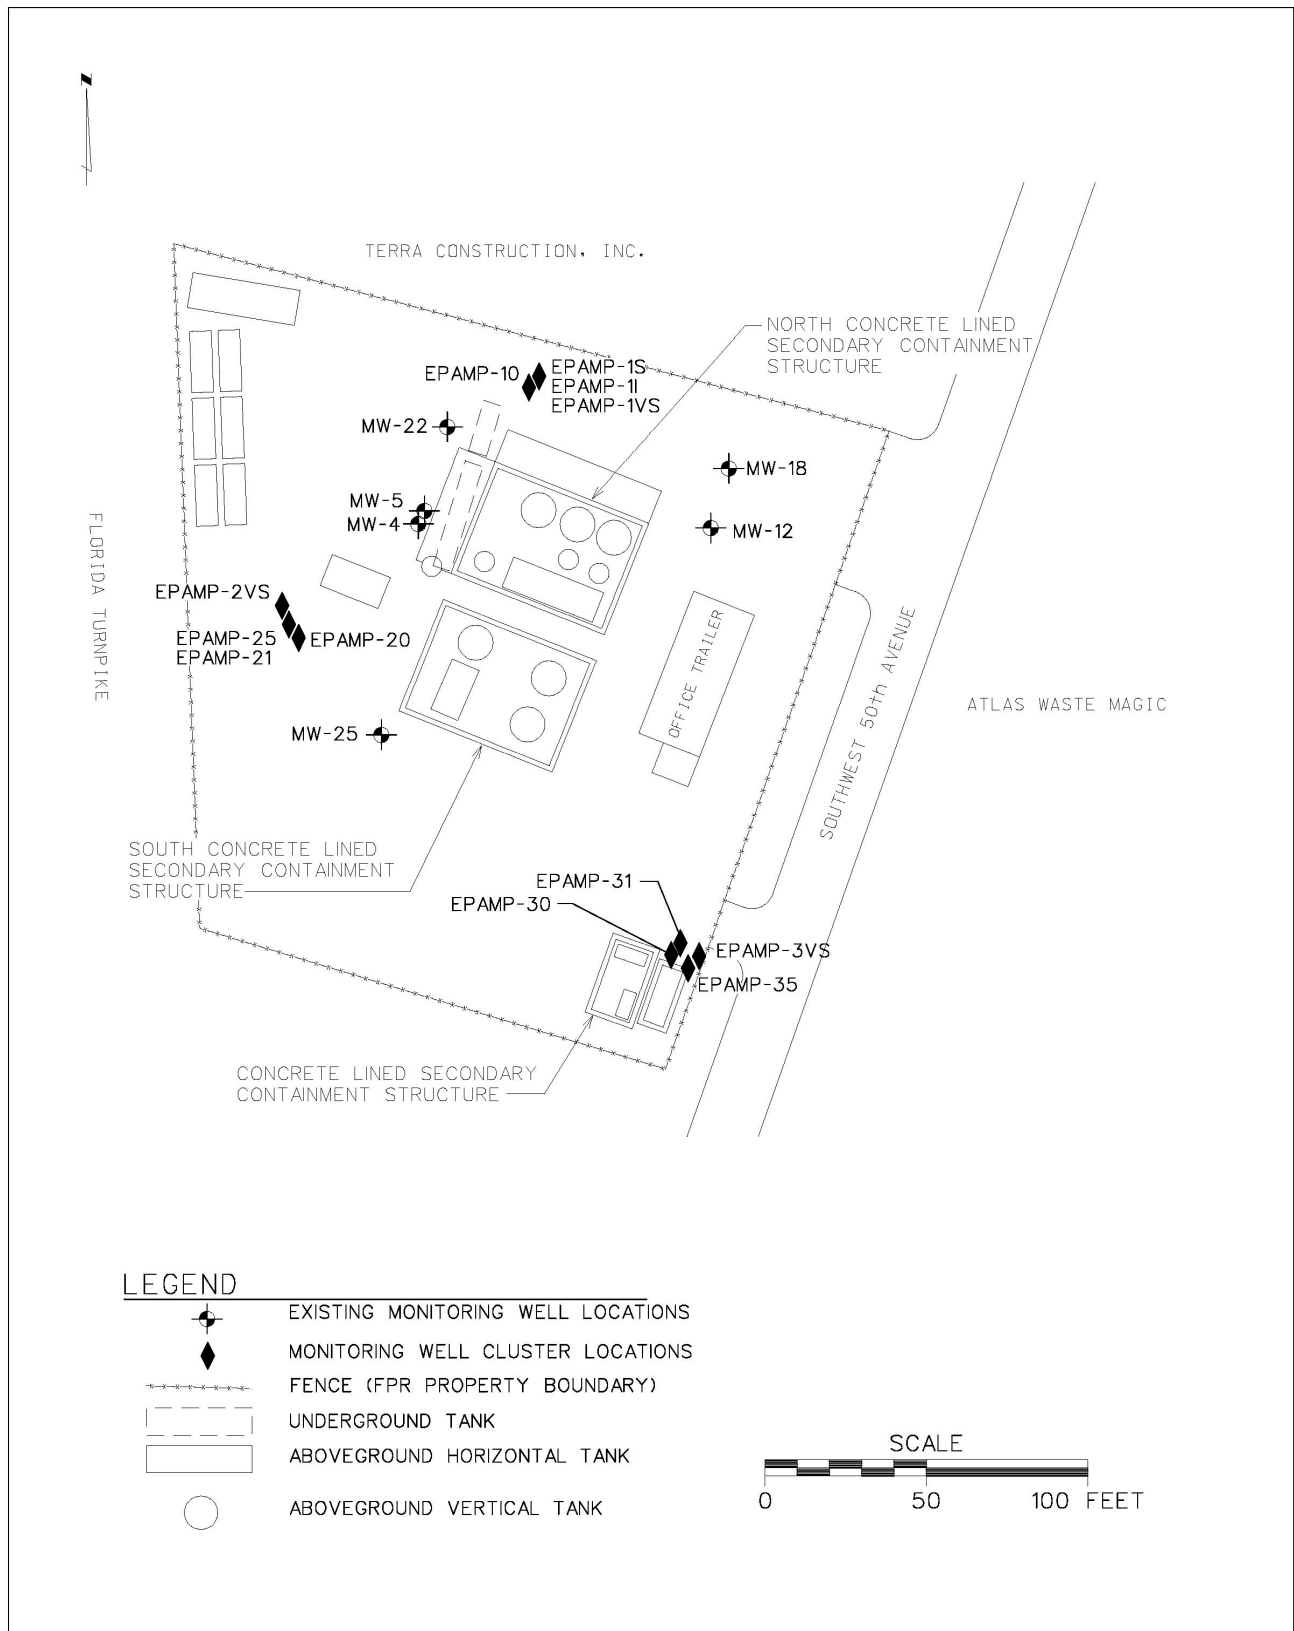 N
TERRA CONSTRUCTION, INC.
NORTH CONCRETE LINED
SECONDARY CONTAINMENT
STRUCTURE
EPAMP-10
EPAMP-1S
EPAMP-1I
EPAMP-1VS
MW-22
MW-18
MW-5
MW-4
MW-12
FLORIDA TURNPIKE
EPAMP-2VS
EPAMP-25
EPAMP-21
EPAMP-20
OFFICE TRAILER
SOUTHWEST 50th AVENUE
ATLAS WASTE MAGIC
MW-25
SOUTH CONCRETE LINED
SECONDARY CONTAINMENT
STRUCTURE
EPAMP-31
EPAMP-30
EPAMP-3VS
EPAMP-35
CONCRETE LINED SECONDARY
CONTAINMENT STRUCTURE
LEGEND
EXISTING MONITORING WELL LOCATIONS
MONITORING WELL CLUSTER LOCATIONS
FENCE (FPR PROPERTY BOUNDARY)
UNDERGROUND TANK
ABOVEGROUND HORIZONTAL TANK
ABOVEGROUND VERTICAL TANK
SCALE
0 50 100 FEET